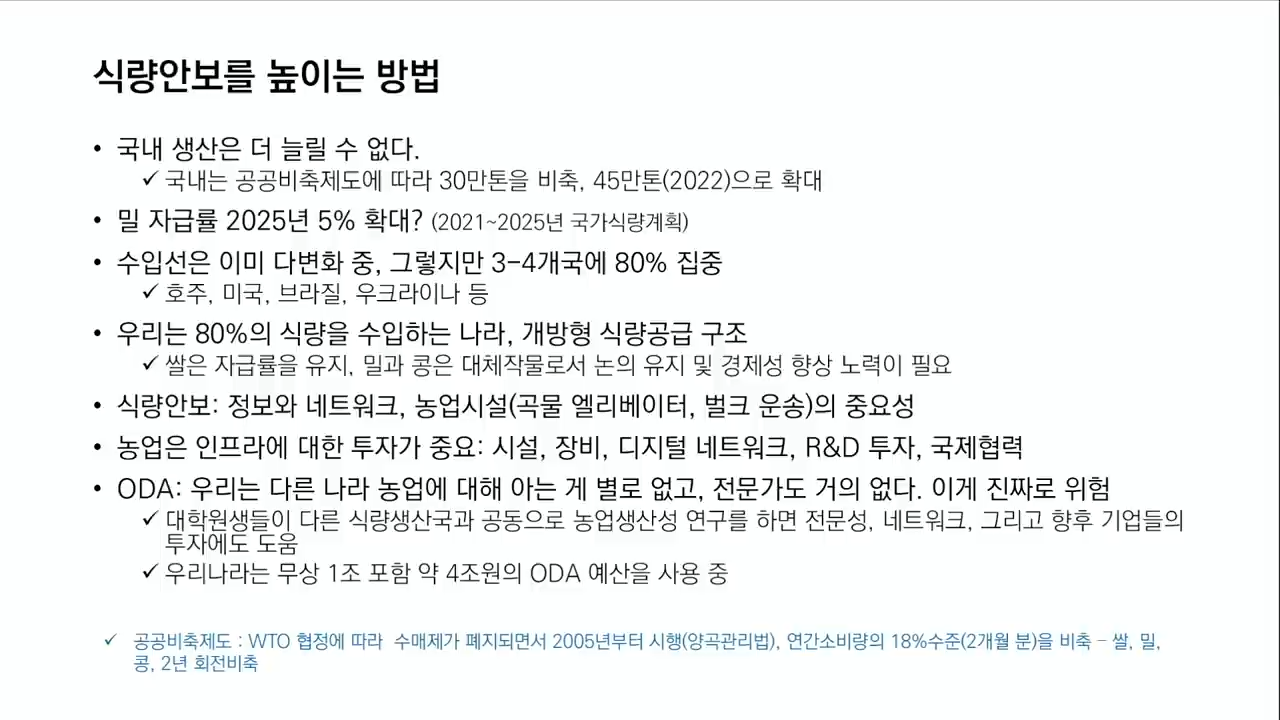 식량안보를 높이는 방법
• 국내 생산은 더 늘릴 수 없다.
✓ 국내는 공공비축제도에 따라 30만톤을 비축, 45만톤(2022)으로 확대
• 밀 자급률 2025년 5% 확대? (2021~2025년 국가식량계획)
• 수입선은 이미 다변화 중, 그렇지만 3-4개국에 80% 집중
✓ 호주, 미국, 브라질, 우크라이나 등
• 우리는 80%의 식량을 수입하는 나라, 개방형 식량공급 구조
✓ 쌀은 자급률을 유지, 밀과 콩은 대체작물로서 논의 유지 및 경제성 향상 노력이 필요
• 식량안보: 정보와 네트워크, 농업시설(곡물 엘리베이터, 벌크 운송)의 중요성
• 농업은 인프라에 대한 투자가 중요: 시설, 장비, 디지털 네트워크, R&D 투자, 국제협력
• ODA: 우리는 다른 나라 농업에 대해 아는 게 별로 없고, 전문가도 거의 없다. 이게 진짜로 위험
✓ 대학원생들이 다른 식량생산국과 공동으로 농업생산성 연구를 하면 전문성, 네트워크, 그리고 향후 기업들의
투자에도 도움
✓ 우리나라는 무상 1조 포함 약 4조원의 ODA 예산을 사용 중
✓ 공공비축제도 : WTO 협정에 따라 수매제가 폐지되면서 2005년부터 시행(양곡관리법), 연간소비량의 18%수준(2개월 분)을 비축 – 쌀, 밀,
콩, 2년 회전비축